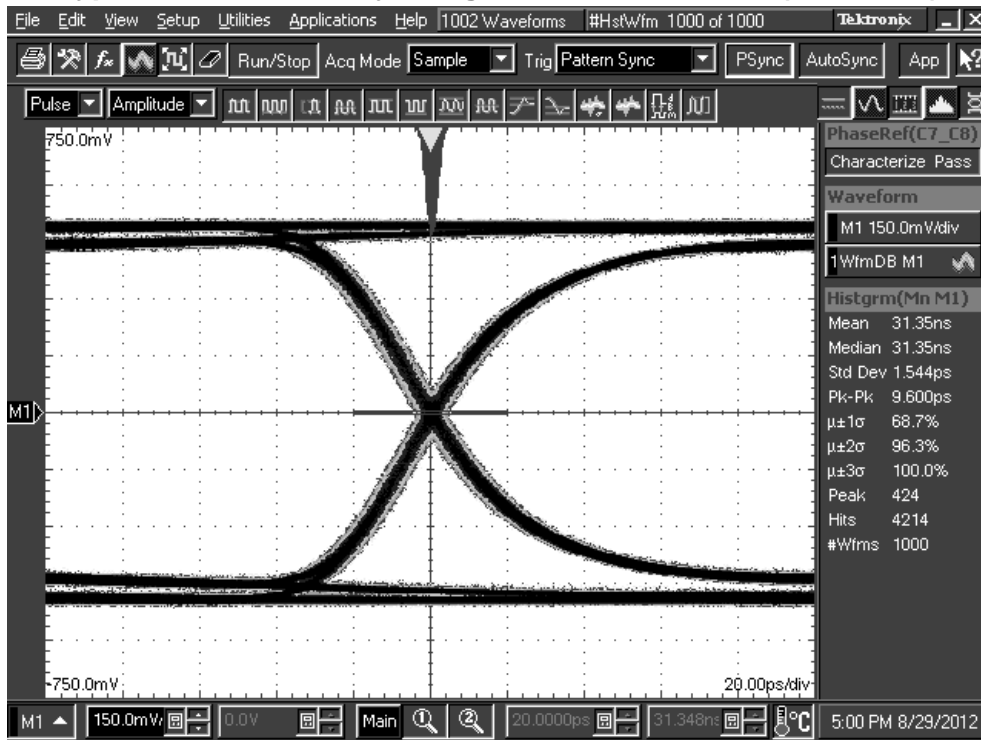 File Edit View Setup Utilities Applications Help 1002 Waveforms #HstWfm 1000 of 1000 Tektronix
Run/Stop Acq Mode Sample Trig Pattern Sync PSync AutoSync App
Pulse Amplitude
750.0mV
PhaseRef(C7_C8)
Characterize Pass
Waveform
M1 150.0mV/div
1WfmDB M1
Histgrm(Mn M1)
Mean 31.35ns
Median 31.35ns
Std Dev 1.544ps
Pk-Pk 9.600ps
M1
μ±1σ 68.7%
μ±2σ 96.3%
μ±3σ 100.0%
Peak 424
Hits 4214
#Wfms 1000
-750.0mV 20.00ps/div
M1 150.0mV/ 0.0V Main 1 2 20.0000ps 31.348ns °C 5:00 PM 8/29/2012